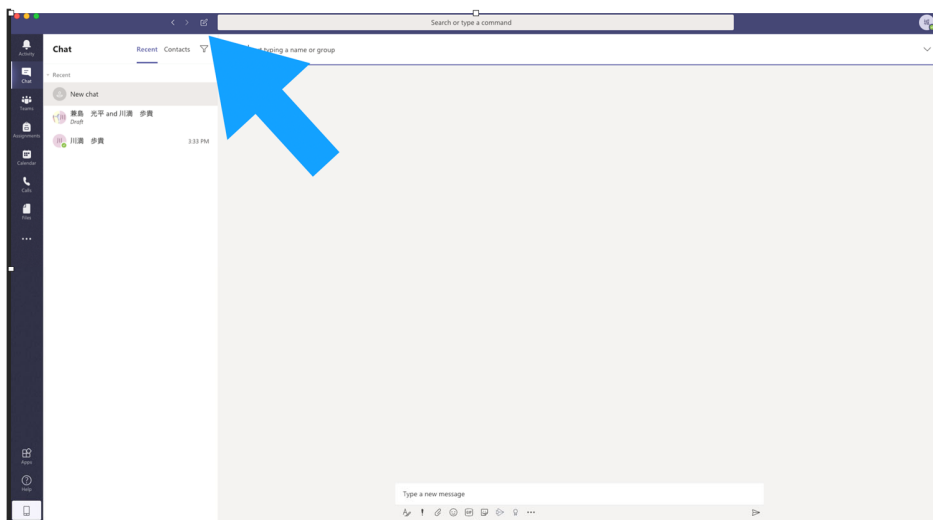 Search or type a command
Activity
Chat
Teams
Assignments
Calendar
Calls
Files
Apps
Help
Chat
Recent Contacts
typing a name or group
Recent
New chat
兼島 光平 and 川満 歩貴
Draft
川満 歩貴 3:33 PM
Type a new message